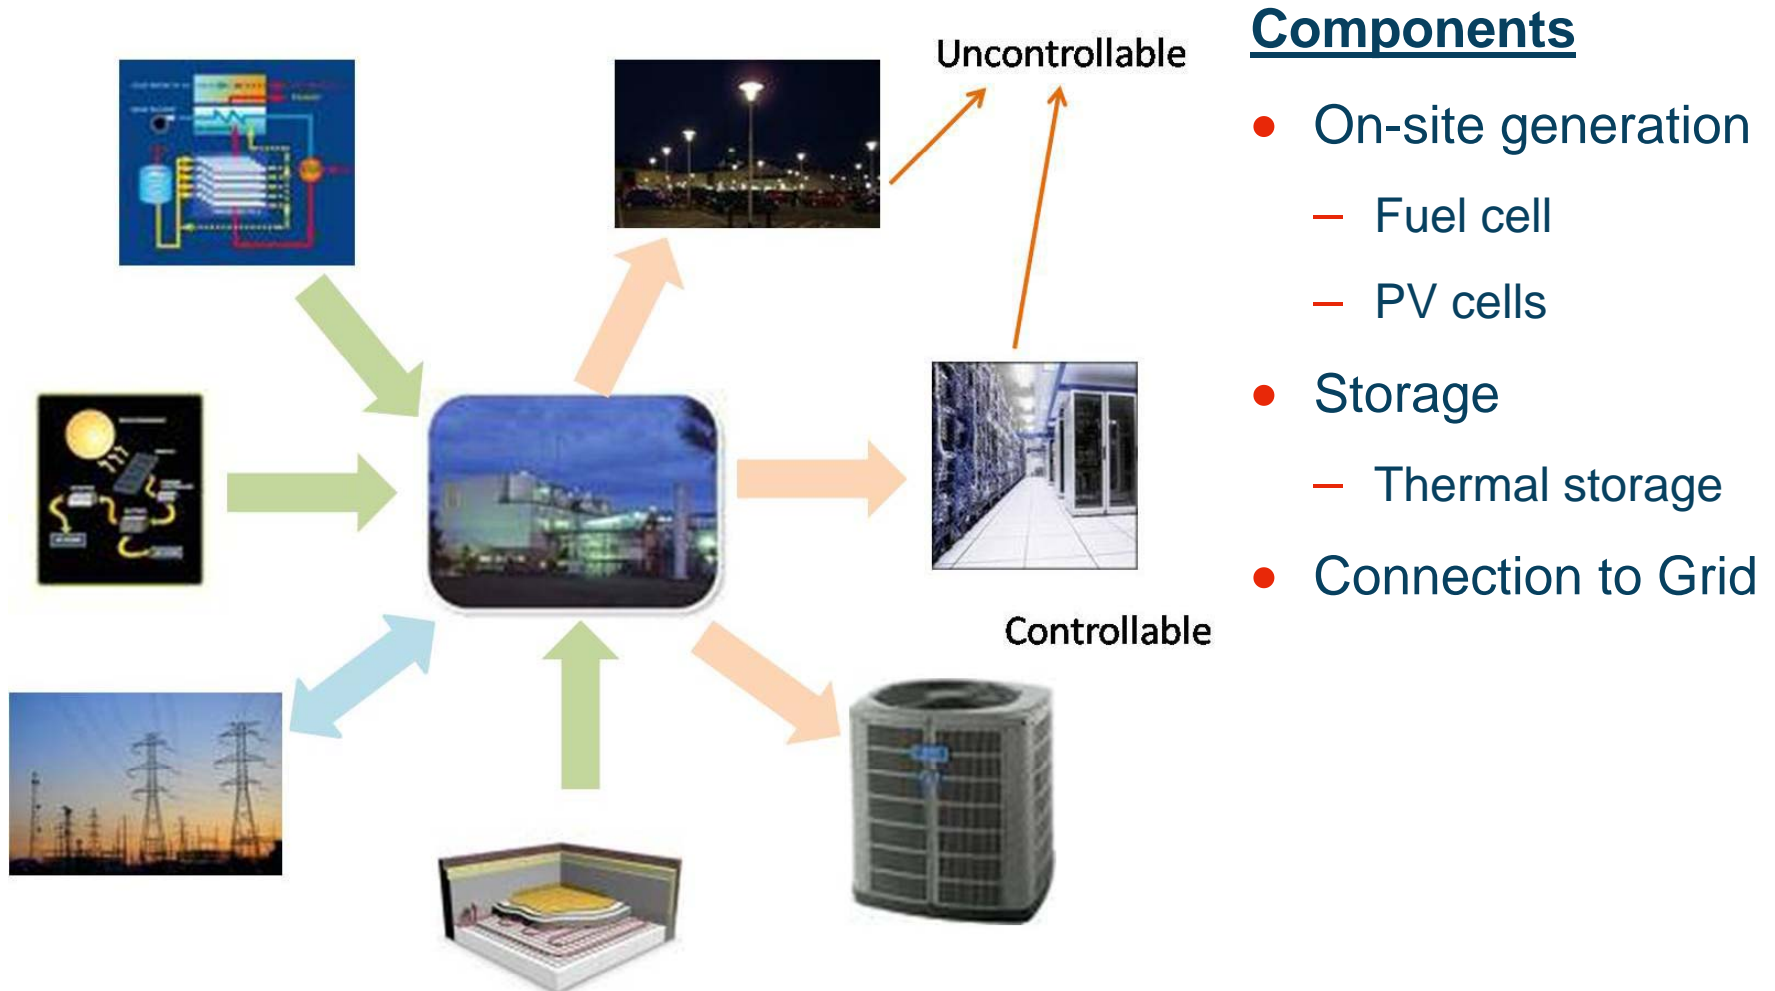 Uncontrollable
Controllable
Components
● On-site generation
– Fuel cell
– PV cells
● Storage
– Thermal storage
● Connection to Grid